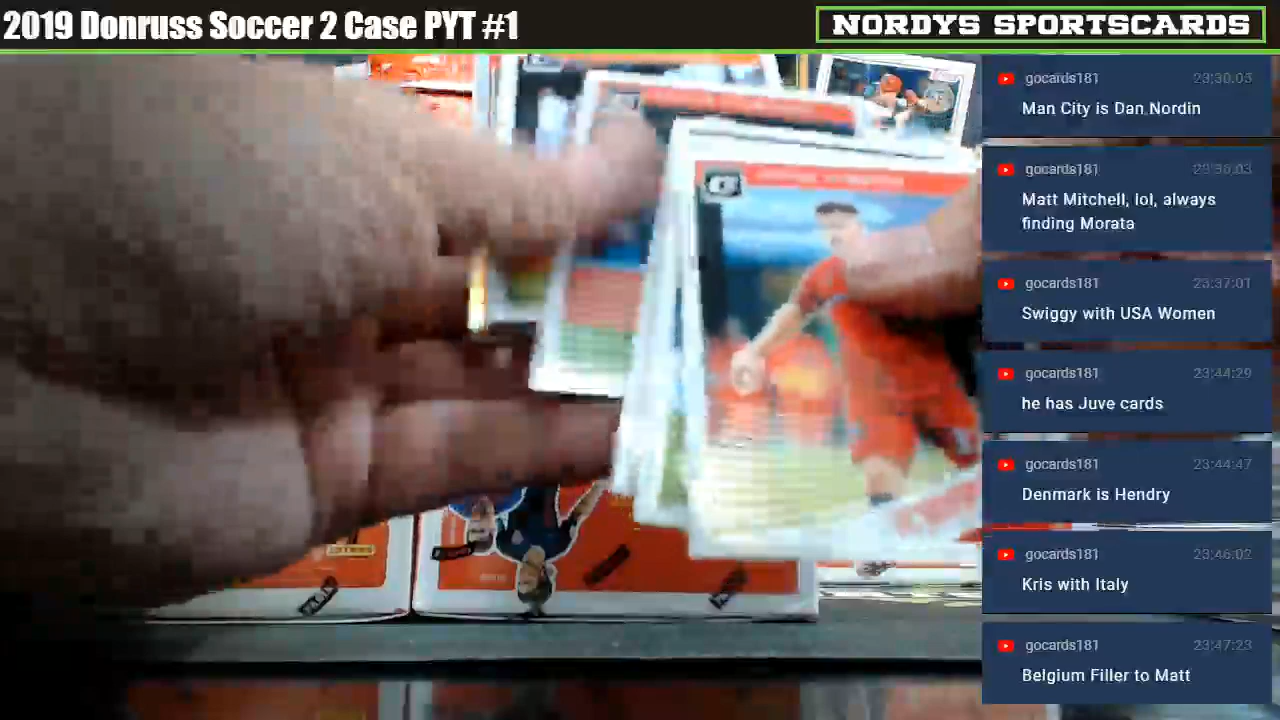 2019 Donruss Soccer 2 Case PYT #1
NORDYS SPORTSCARDS
gocards181 23:30:03
Man City is Dan Nordin
gocards181 23:36:03
Matt Mitchell, lol, always
finding Morata
gocards181 23:37:01
Swiggy with USA Women
gocards181 23:44:29
he has Juve cards
gocards181 23:44:47
Denmark is Hendry
gocards181 23:46:02
Kris with Italy
gocards181 23:47:23
Belgium Filler to Matt